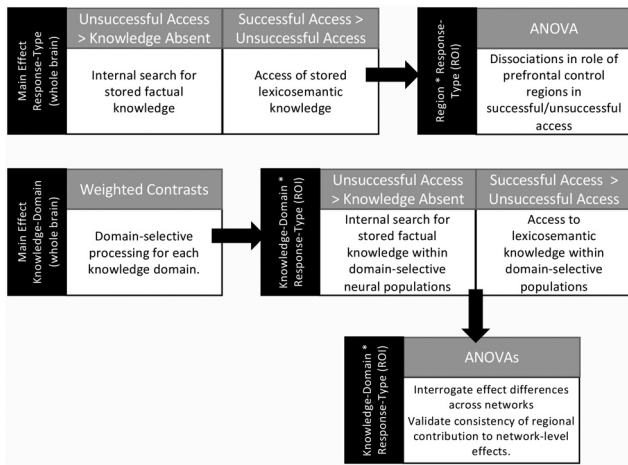 Main Effect
Response-Type
(whole brain)
Unsuccessful Access
> Knowledge Absent
Successful Access >
Unsuccessful Access
Internal search for
stored factual
knowledge
Access of stored
lexicosemantic
knowledge
Region * Response-
Type (ROI)
ANOVA
Dissociations in role of
prefrontal control
regions in
successful/unsuccessful
access
Main Effect
Knowledge-Domain
(whole brain)
Weighted Contrasts
Domain-selective
processing for each
knowledge domain.
Knowledge-Domain *
Response-Type (ROI)
Unsuccessful Access
> Knowledge Absent
Successful Access >
Unsuccessful Access
Internal search for
stored factual
knowledge within
domain-selective
neural populations
Access to
lexicosemantic
knowledge within
domain-selective
populations
Knowledge-Domain *
Response-Type (ROI)
ANOVAs
Interrogate effect differences
across networks
Validate consistency of regional
contribution to network-level
effects.